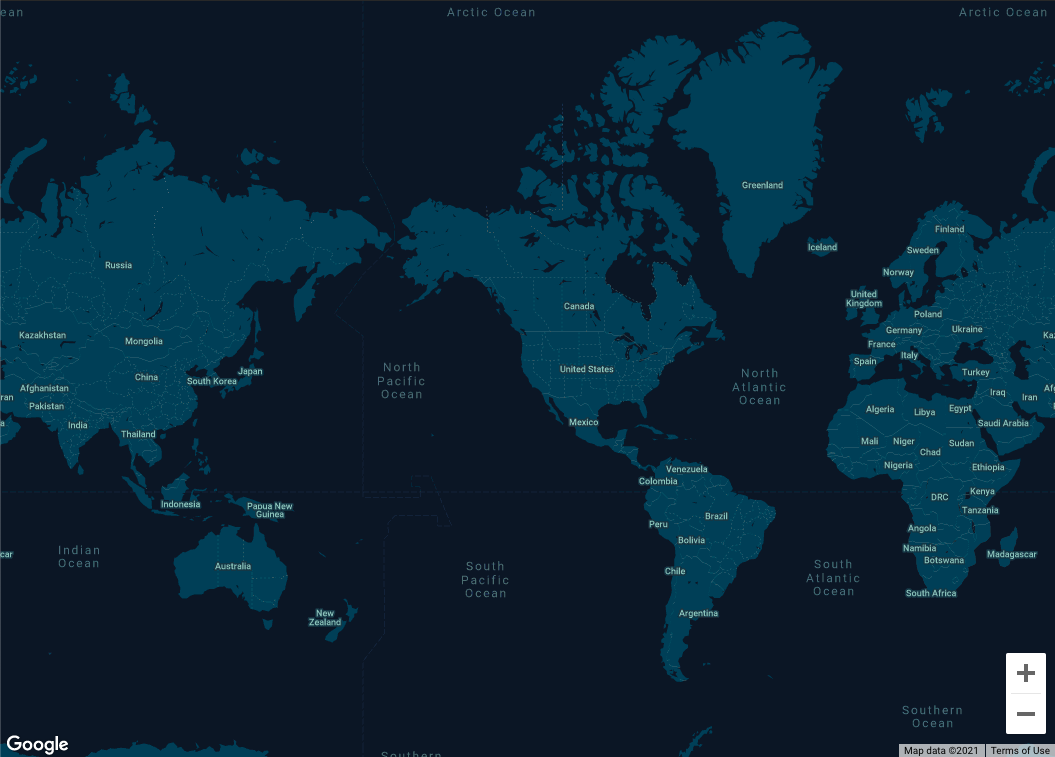 ean
Arctic Ocean
Arctic Ocean
Greenland
Finland
Iceland
Sweden
Russia
Norway
United
Kingdom
Canada
Poland
Kazakhstan
Germany
Ukraine
Kaz
Mongolia
France
Italy
Spain
Japan
United States
Turkey
China
South Korea
North
Pacific
Ocean
North
Atlantic
Ocean
Afghanistan
Iraq
Iran
Afg
ran
Pakistan
Algeria
Libya
Egypt
a
India
Mexico
Saudi Arabia
Thailand
Mali
Niger
Sudan
Chad
Venezuela
Nigeria
Ethiopia
Colombia
Indonesia
DRC
Kenya
Papua New
Guinea
Tanzania
Peru
Brazil
Angola
Bolivia
Namibia
car
Indian
Ocean
Madagascar
Botswana
Australia
South
Pacific
Ocean
Chile
South
Atlantic
Ocean
South Africa
New
Zealand
Argentina
Southern
Ocean
Google
Southern
Map data ©2021
Terms of Use